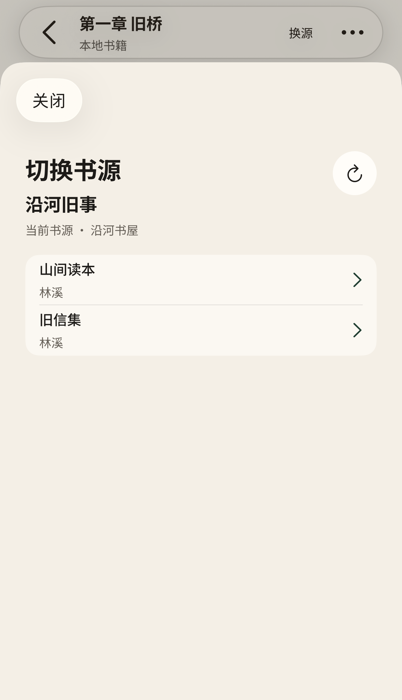 第一章 旧桥
本地书籍
换源
关闭
切换书源
沿河旧事
当前书源 · 沿河书屋
山间读本
林溪
旧信集
林溪